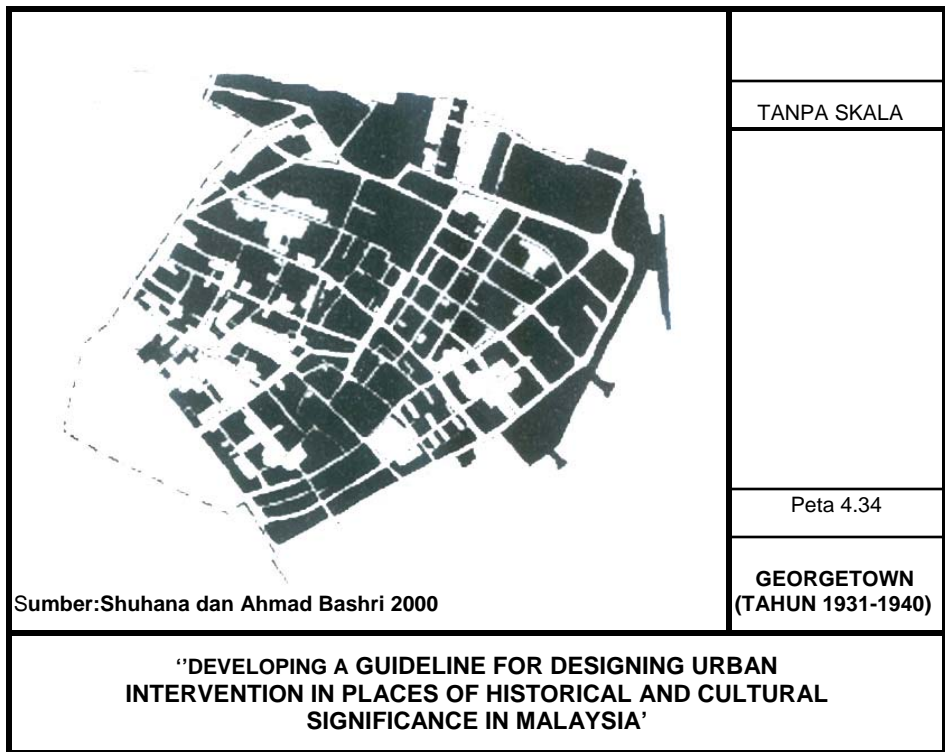 TANPA SKALA
Peta 4.34
GEORGETOWN
(TAHUN 1931-1940)
Sumber:Shuhana dan Ahmad Bashri 2000
‘’DEVELOPING A GUIDELINE FOR DESIGNING URBAN
INTERVENTION IN PLACES OF HISTORICAL AND CULTURAL
SIGNIFICANCE IN MALAYSIA’